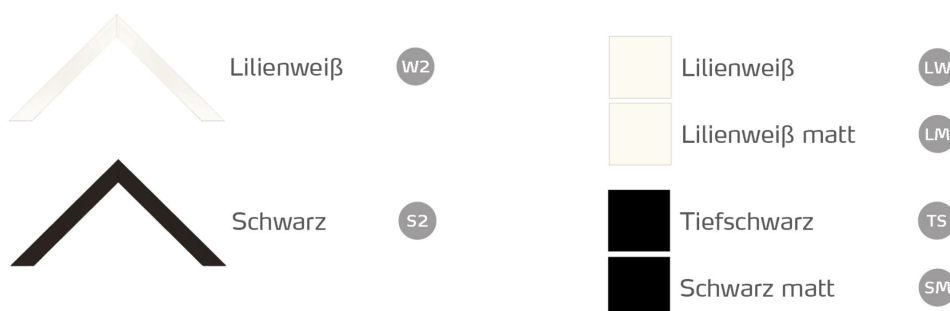 Lilienweiß W2
Schwarz S2
Lilienweiß LW
Lilienweiß matt LM
Tiefschwarz TS
Schwarz matt SM